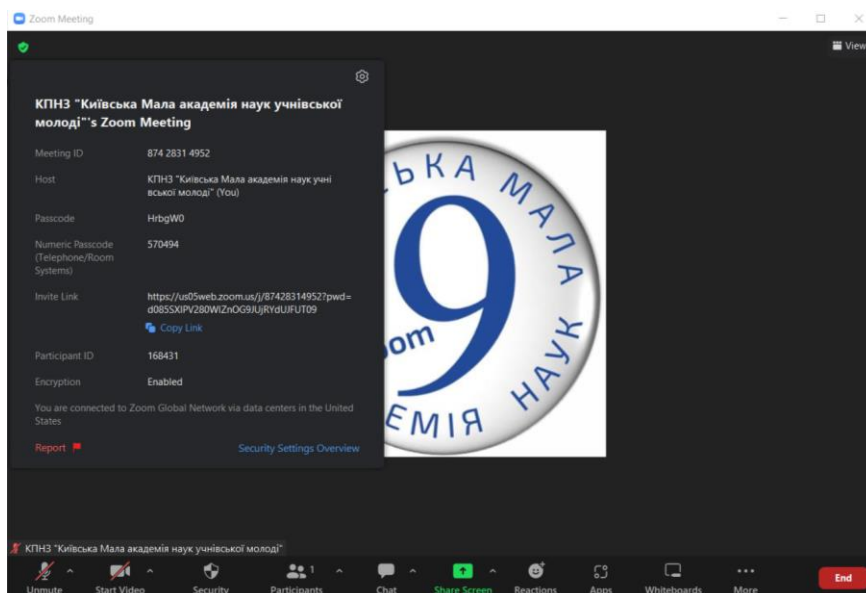 Zoom Meeting
View
КПНЗ "Київська Мала академія наук учнівської
молоді"'s Zoom Meeting
Meeting ID 874 2831 4952
Host КПНЗ "Київська Мала академія наук учні
вської молоді" (You)
Passcode HrbgW0
Numeric Passcode 570494
(Telephone/Room
Systems)
Invite Link https://us05web.zoom.us/j/87428314952?pwd=
Copy Link
Participant ID 168431
Encryption Enabled
You are connected to Zoom Global Network via data centers in the United
States
Report Security Settings Overview
ЬКА МАЛА
9
om
ЕМІЯ НАУК
КПНЗ "Київська Мала академія наук учнівської молоді"
1
Unmute Start Video Security Participants Chat Share Screen Reactions Apps Whiteboards More End